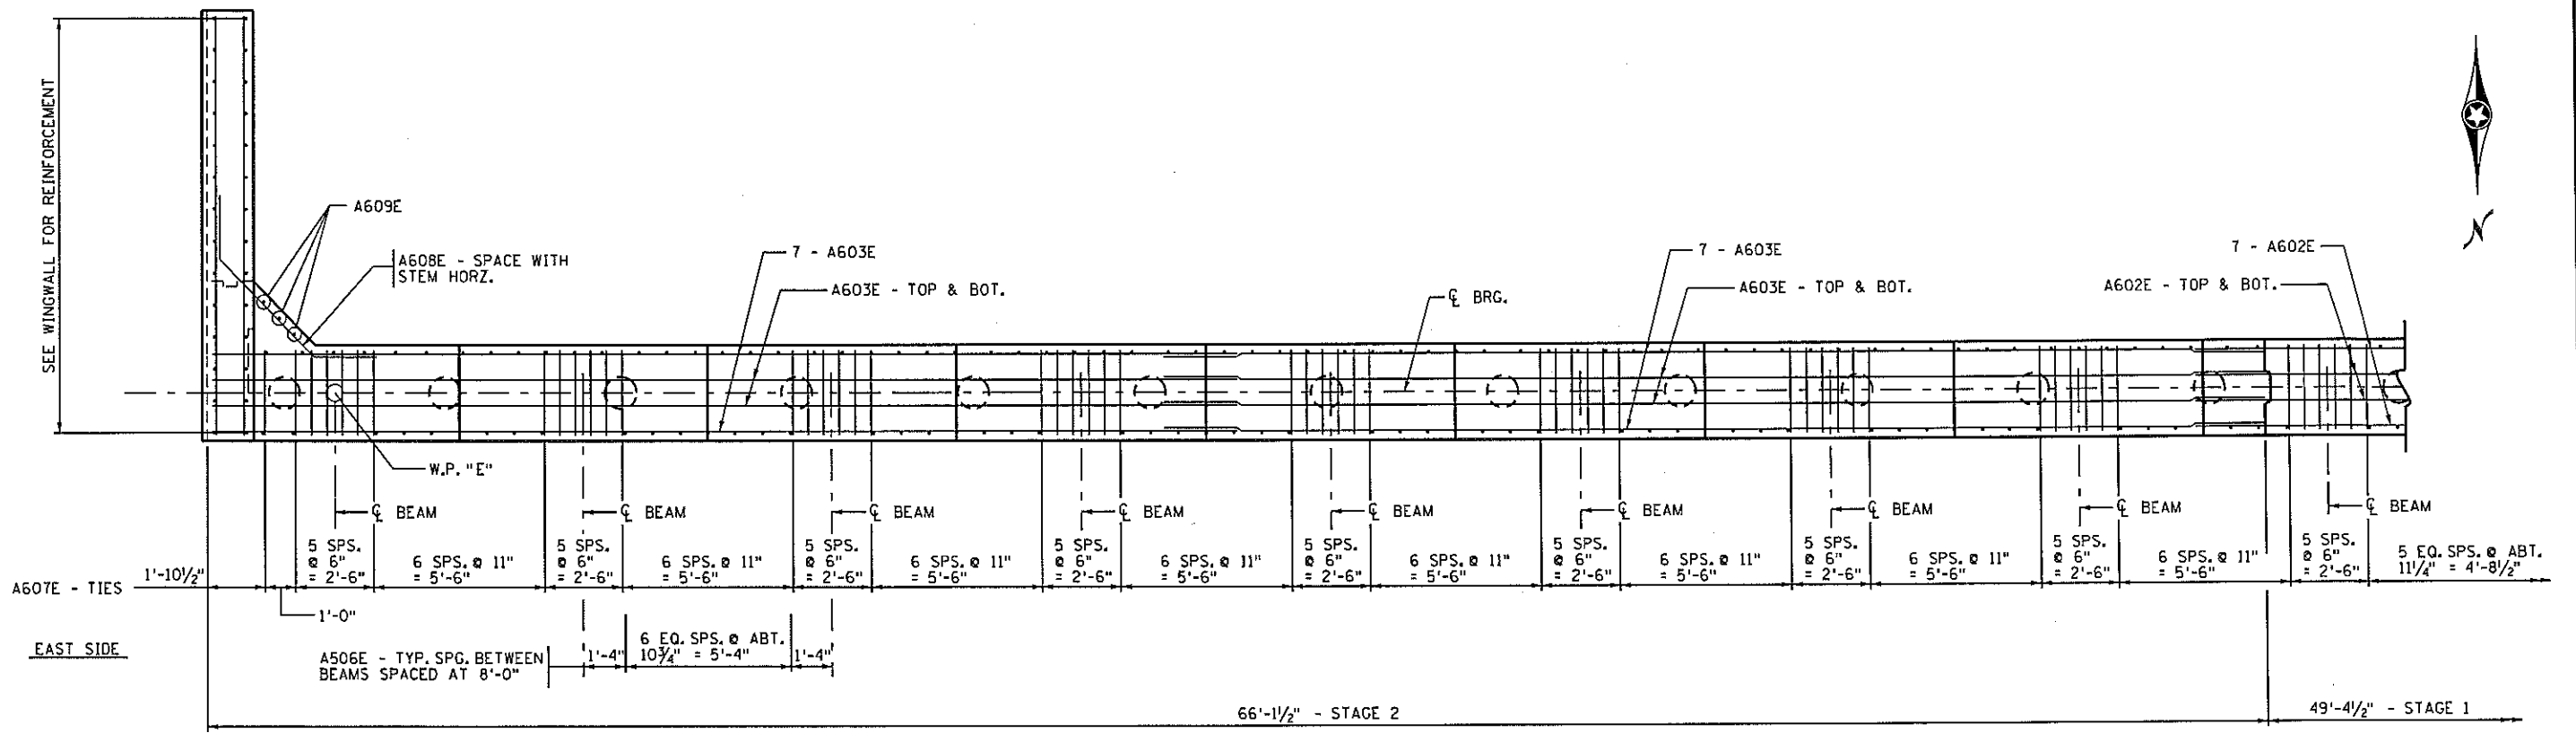 SEE WINGWALL FOR REINFORCEMENT
A609E
A608E - SPACE WITH
STEM HORZ.
7 - A603E
A603E - TOP & BOT.
℄ BRG.
7 - A603E
A603E - TOP & BOT.
7 - A602E
A602E - TOP & BOT.
N
W.P. "E"
℄ BEAM
℄ BEAM
℄ BEAM
℄ BEAM
℄ BEAM
℄ BEAM
℄ BEAM
℄ BEAM
℄ BEAM
A607E - TIES
1'-10½"
1'-0"
5 SPS.
@ 6"
= 2'-6"
6 SPS. @ 11"
= 5'-6"
5 SPS.
@ 6"
= 2'-6"
6 SPS. @ 11"
= 5'-6"
5 SPS.
@ 6"
= 2'-6"
6 SPS. @ 11"
= 5'-6"
5 SPS.
@ 6"
= 2'-6"
6 SPS. @ 11"
= 5'-6"
5 SPS.
@ 6"
= 2'-6"
6 SPS. @ 11"
= 5'-6"
5 SPS.
@ 6"
= 2'-6"
6 SPS. @ 11"
= 5'-6"
5 SPS.
@ 6"
= 2'-6"
6 SPS. @ 11"
= 5'-6"
5 SPS.
@ 6"
= 2'-6"
6 SPS. @ 11"
= 5'-6"
5 SPS.
@ 6"
= 2'-6"
5 EQ. SPS. @ ABT.
11¼" = 4'-8½"
EAST SIDE
A506E - TYP. SPG. BETWEEN
BEAMS SPACED AT 8'-0"
1'-4"
6 EQ. SPS. @ ABT.
10¾" = 5'-4"
1'-4"
66'-1½" - STAGE 2
49'-4½" - STAGE 1